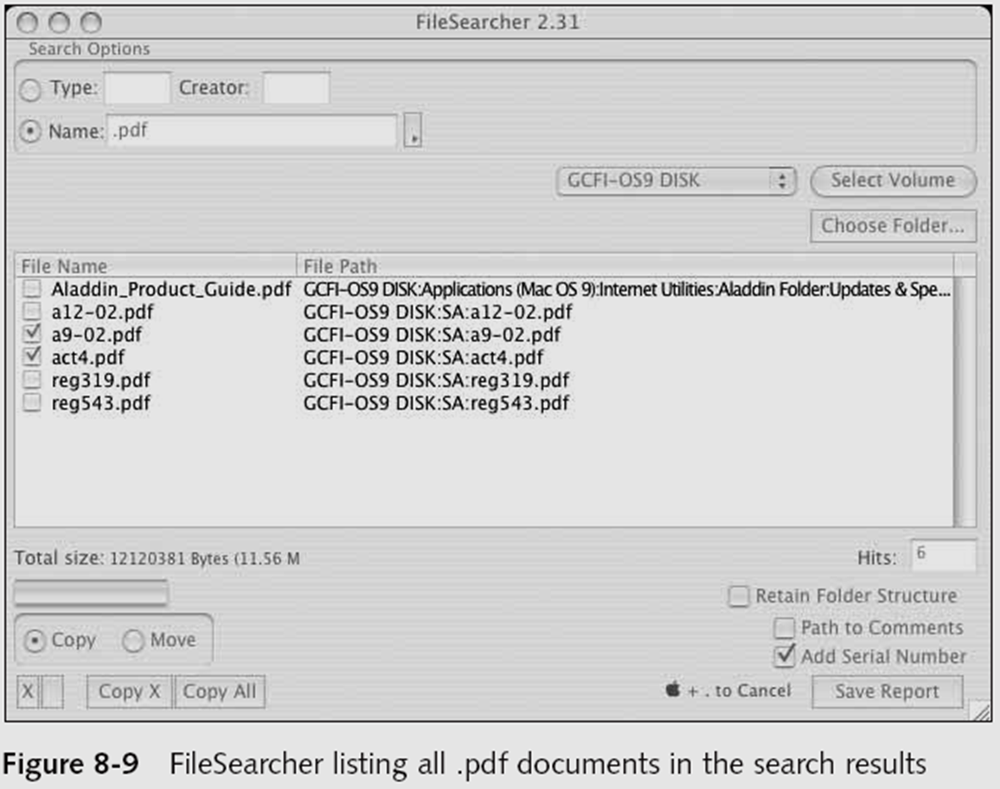 FileSearcher 2.31
Search Options
Type: Creator:
Name: .pdf
GCFI-OS9 DISK Select Volume
Choose Folder...
File Name File Path
Aladdin_Product_Guide.pdf GCFI-OS9 DISK:Applications (Mac OS 9):Internet Utilities:Aladdin Folder:Updates & Spe...
a12-02.pdf GCFI-OS9 DISK:SA:a12-02.pdf
a9-02.pdf GCFI-OS9 DISK:SA:a9-02.pdf
act4.pdf GCFI-OS9 DISK:SA:act4.pdf
reg319.pdf GCFI-OS9 DISK:SA:reg319.pdf
reg543.pdf GCFI-OS9 DISK:SA:reg543.pdf
Total size: 12120381 Bytes (11.56 M Hits: 6
Retain Folder Structure
Path to Comments
Copy Move
Add Serial Number
X Copy X Copy All + . to Cancel Save Report
Figure 8-9 FileSearcher listing all .pdf documents in the search results